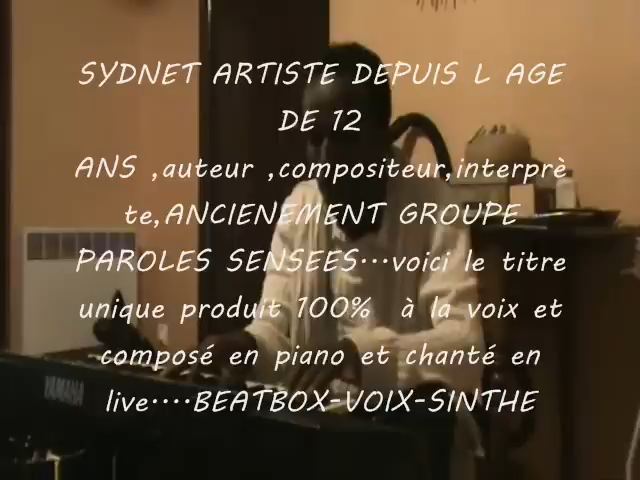 SYDNET ARTISTE DEPUIS L AGE
DE 12
ANS ,auteur ,compositeur,interprè
te,ANCIENEMENT GROUPE
PAROLES SENSEES...voici le titre
unique produit 100% à la voix et
composé en piano et chanté en
live....BEATBOX-VOIX-SINTHE
YAMAHA